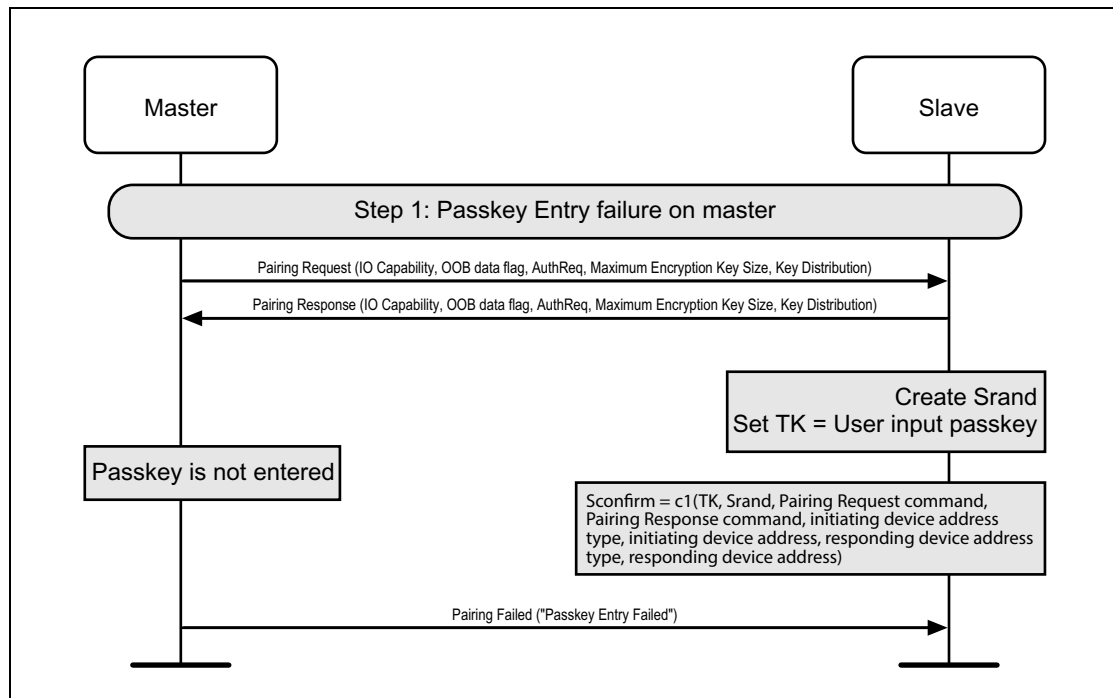 Master
Slave
Step 1: Passkey Entry failure on master
Pairing Request (IO Capability, OOB data flag, AuthReq, Maximum Encryption Key Size, Key Distribution)
Pairing Response (IO Capability, OOB data flag, AuthReq, Maximum Encryption Key Size, Key Distribution)
Create Srand
Set TK = User input passkey
Passkey is not entered
Sconfirm = c1(TK, Srand, Pairing Request command,
Pairing Response command, initiating device address
type, initiating device address, responding device address
type, responding device address)
Pairing Failed ("Passkey Entry Failed")